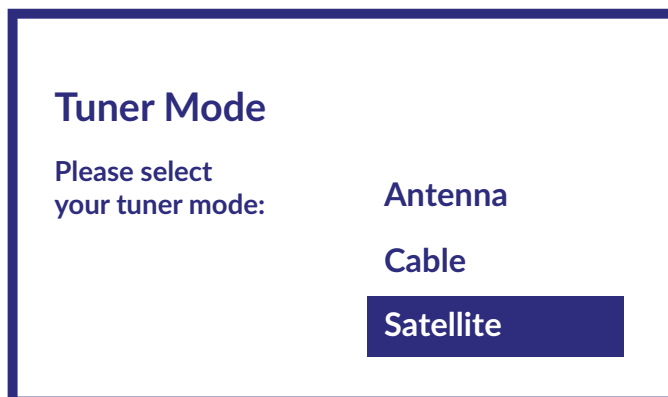 Tuner Mode
Please select
your tuner mode:
Antenna
Cable
Satellite